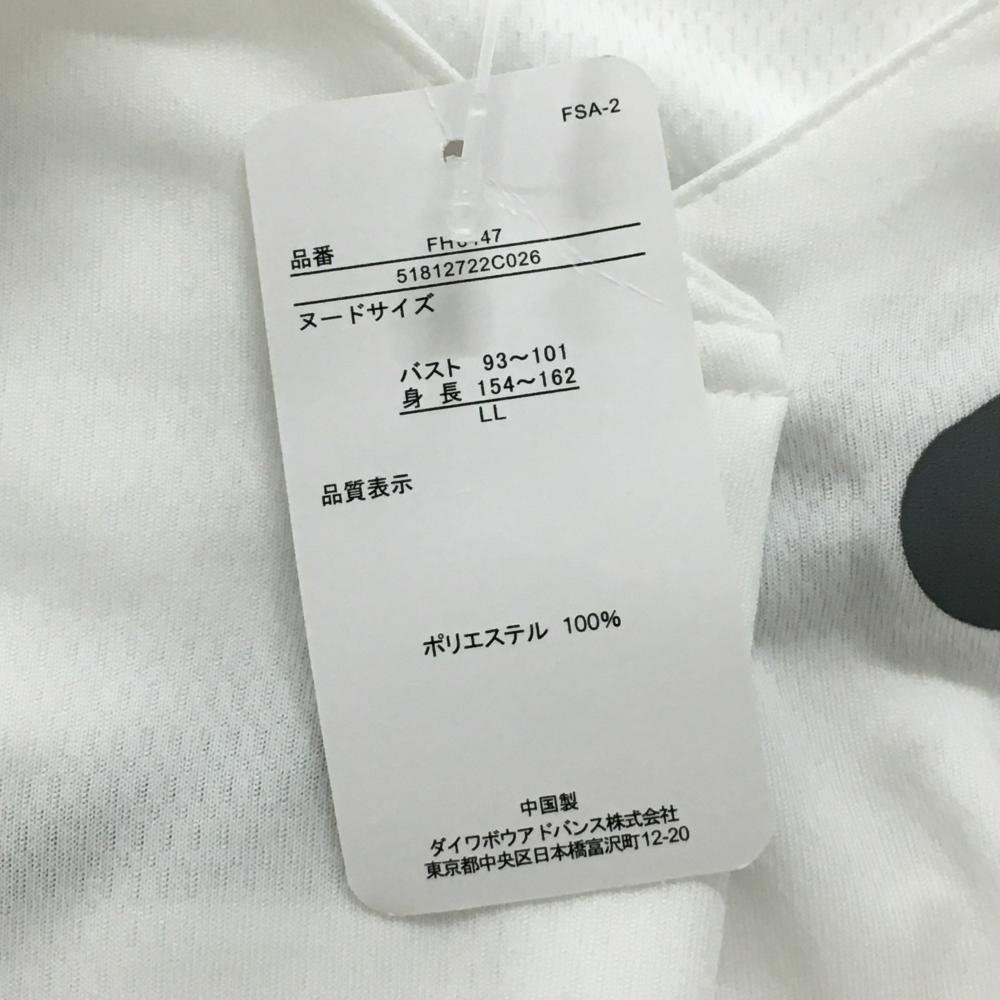 FSA-2
品番
51812722C026
ヌードサイズ
バスト 93～101
身 長 154～162
LL
品質表示
ポリエステル 100%
中国製
ダイワボウアドバンス株式会社
東京都中央区日本橋富沢町12-20